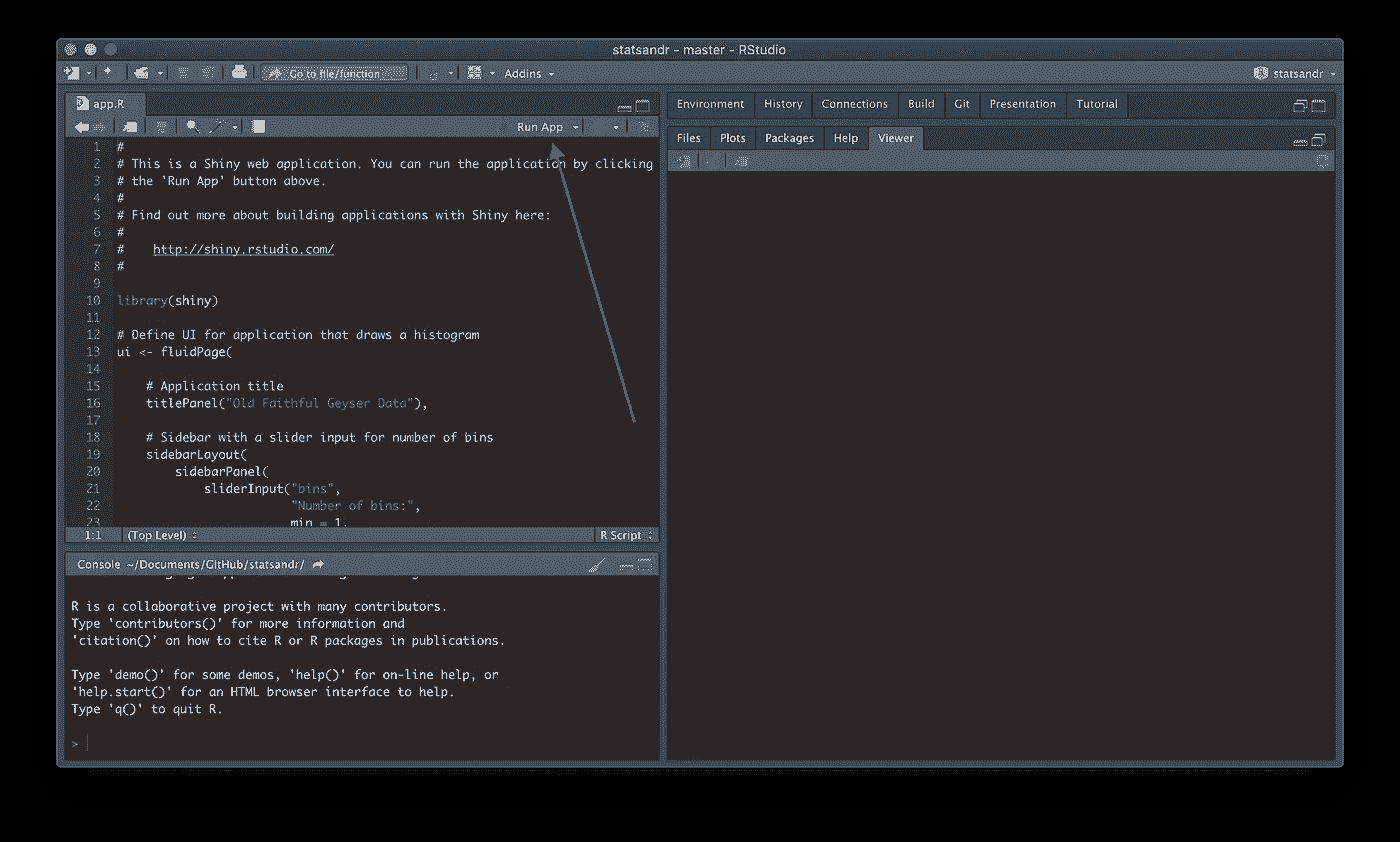 statsandr - master - RStudio
Go to file/function
Addins
statsandr
app.R
Run App
1 #
2 # This is a Shiny web application. You can run the application by clicking
3 # the 'Run App' button above.
4 #
5 # Find out more about building applications with Shiny here:
6 #
7 #    http://shiny.rstudio.com/
8 #
9
10 library(shiny)
11
12 # Define UI for application that draws a histogram
13 ui <- fluidPage(
14
15     # Application title
16     titlePanel("Old Faithful Geyser Data"),
17
18     # Sidebar with a slider input for number of bins
19     sidebarLayout(
20         sidebarPanel(
21             sliderInput("bins",
22                         "Number of bins:",
23                         min = 1,
1:1 (Top Level) R Script
Console ~/Documents/GitHub/statsandr/
R is a collaborative project with many contributors.
Type 'contributors()' for more information and
'citation()' on how to cite R or R packages in publications.
Type 'demo()' for some demos, 'help()' for on-line help, or
'help.start()' for an HTML browser interface to help.
Type 'q()' to quit R.
>
Environment History Connections Build Git Presentation Tutorial
Files Plots Packages Help Viewer